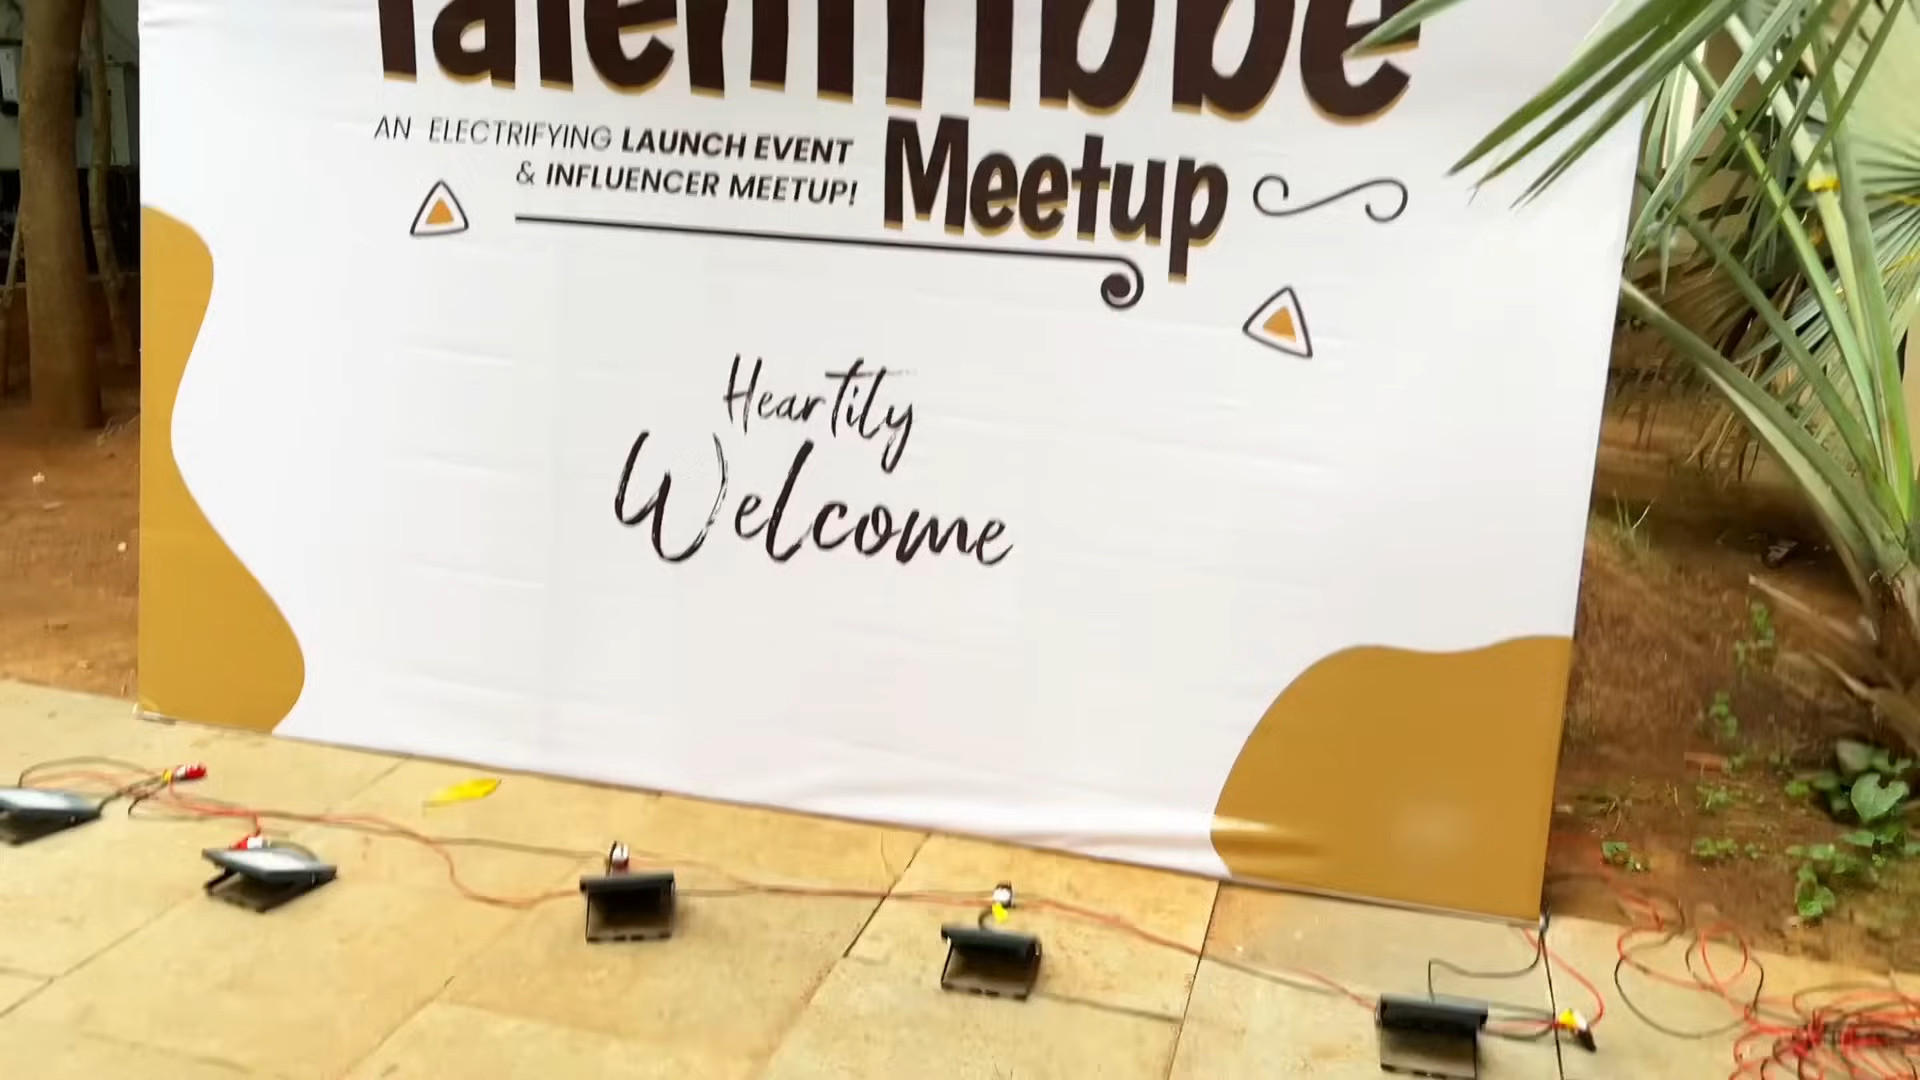 Meetup
AN ELECTRIFYING LAUNCH EVENT
& INFLUENCER MEETUP!
Heartily
Welcome